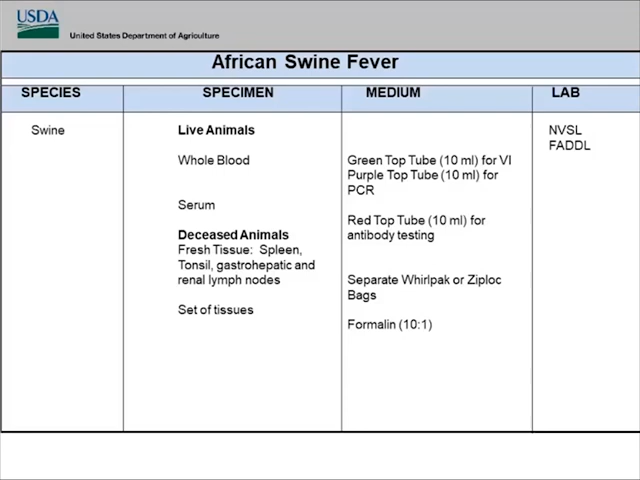 USDA
United States Department of Agriculture
African Swine Fever
SPECIES
SPECIMEN
MEDIUM
LAB
Swine
Live Animals
Whole Blood
Serum
Deceased Animals
Fresh Tissue: Spleen,
Tonsil, gastrohepatic and
renal lymph nodes
Set of tissues
Green Top Tube (10 ml) for VI
Purple Top Tube (10 ml) for
PCR
Red Top Tube (10 ml) for
antibody testing
Separate Whirlpak or Ziploc
Bags
Formalin (10:1)
NVSL
FADDL